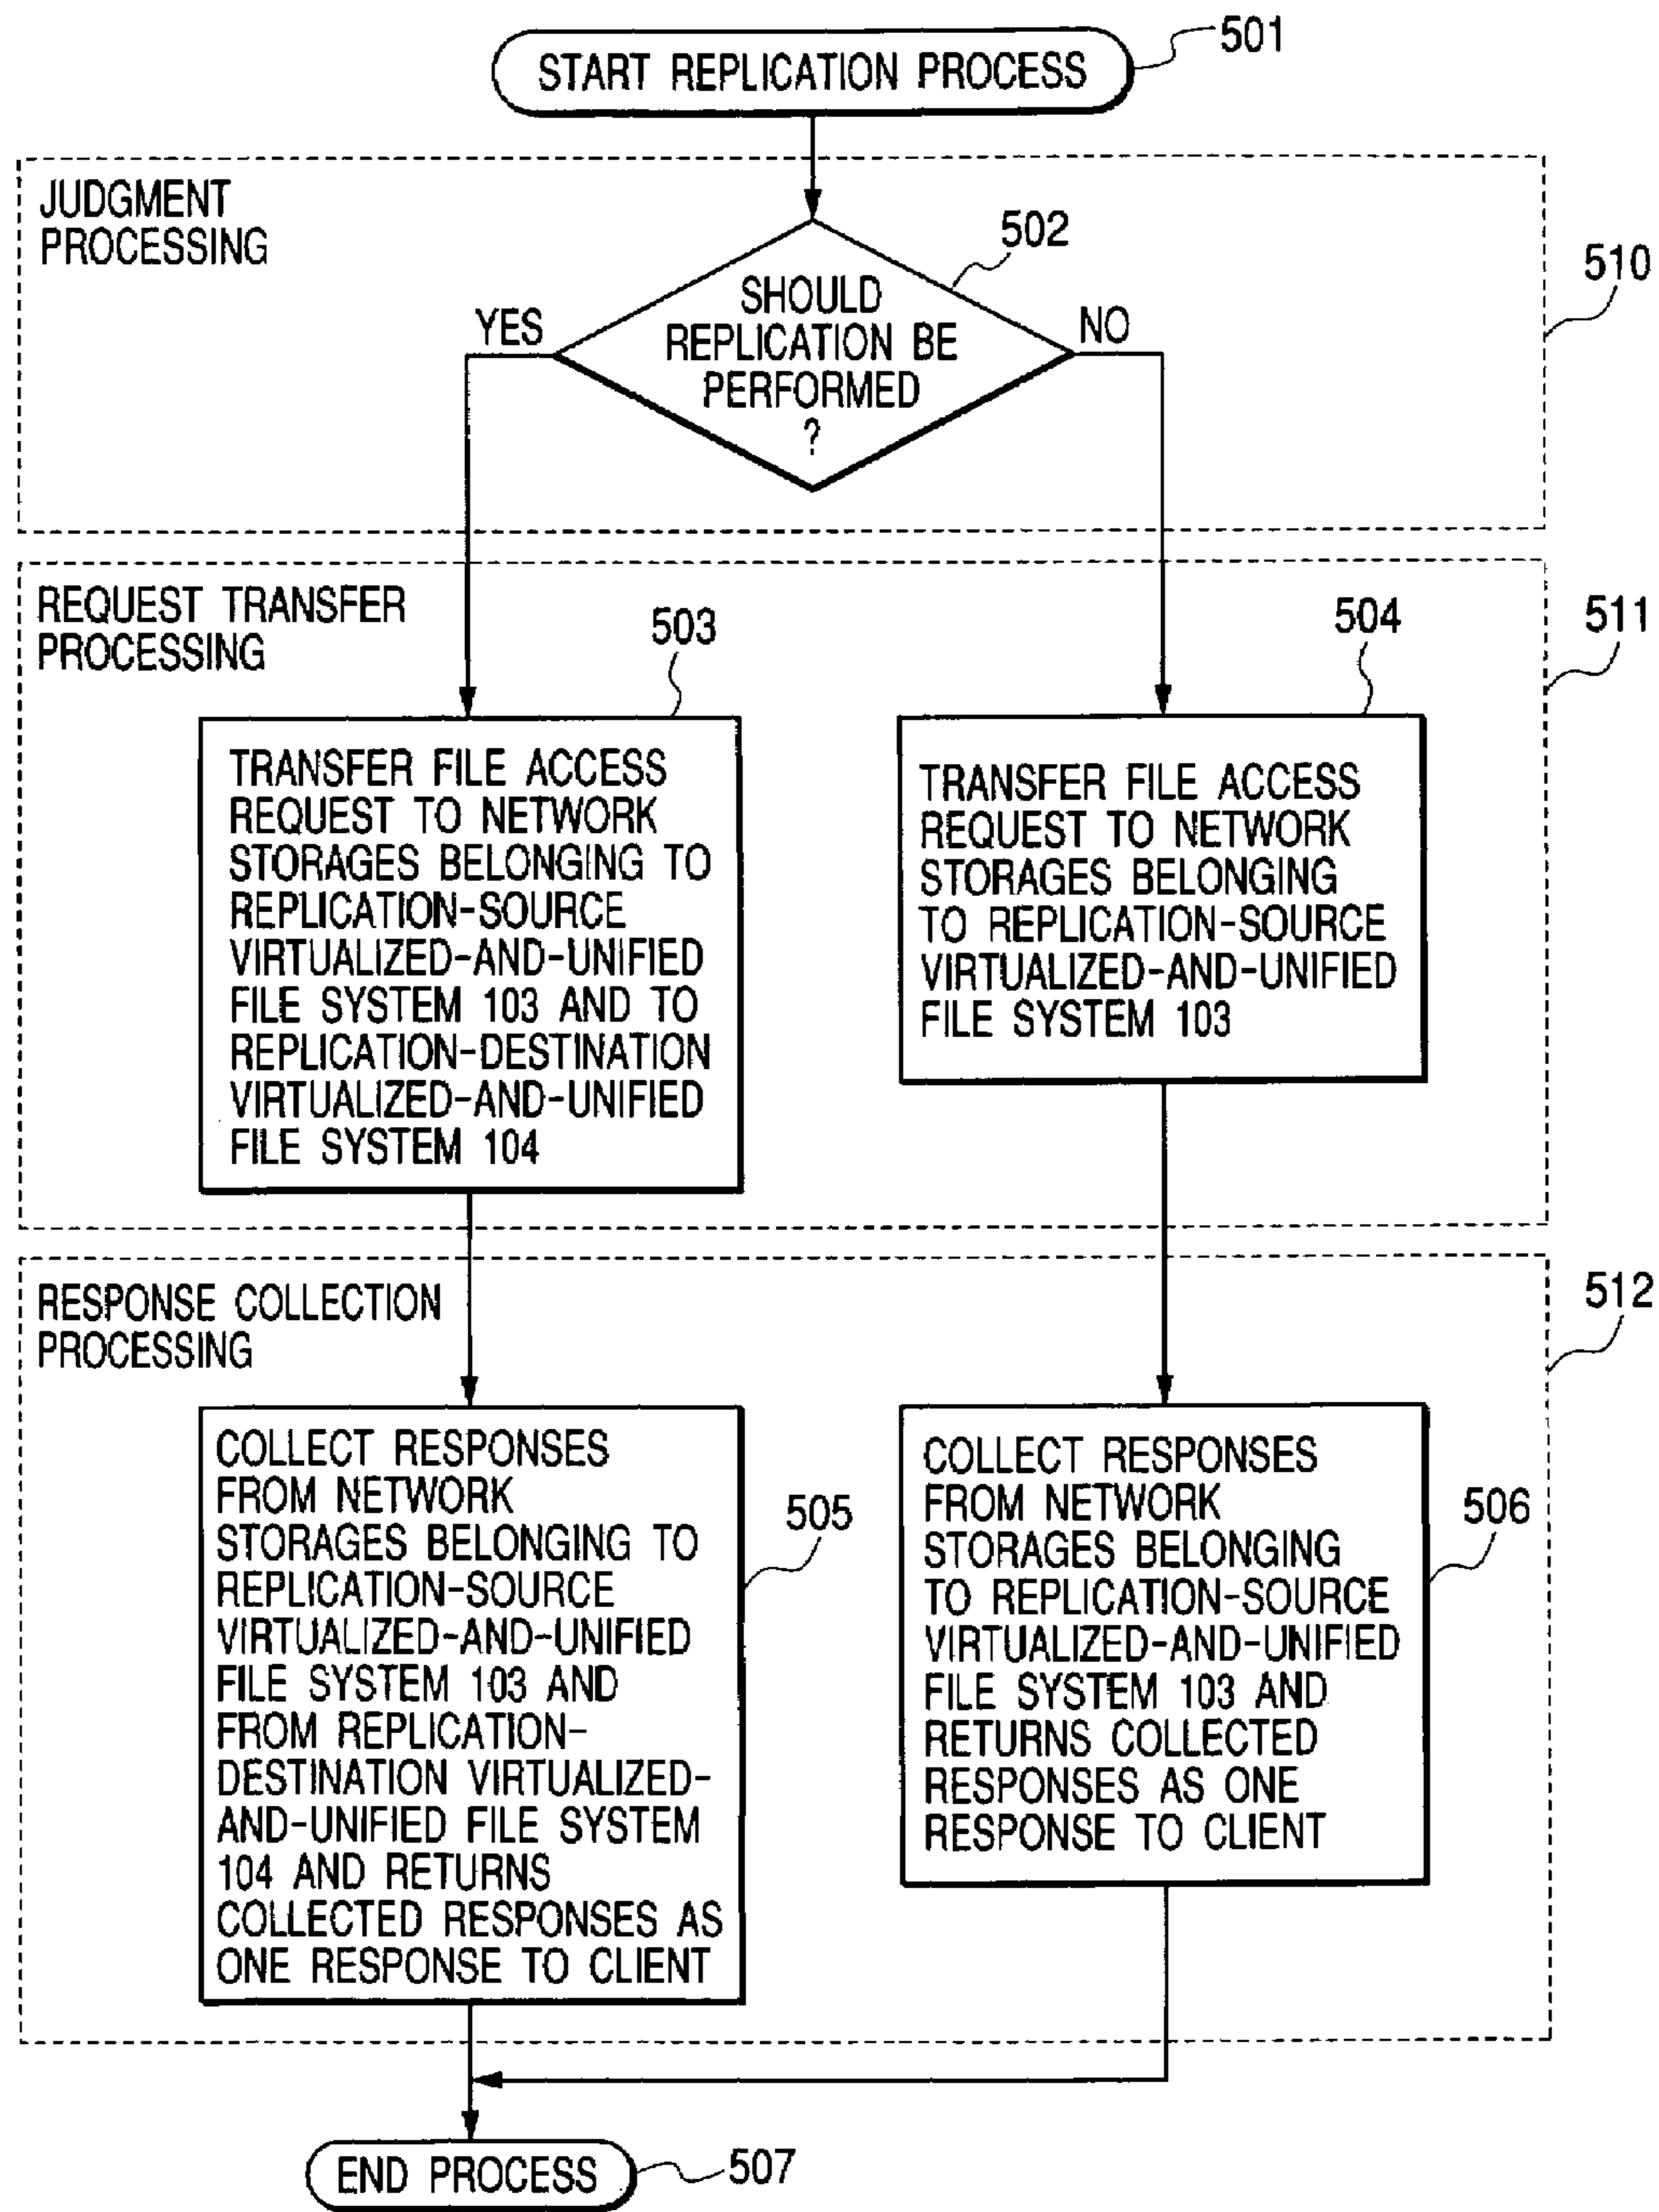 START REPLICATION PROCESS
501
JUDGMENT
PROCESSING
502
510
SHOULD
REPLICATION BE
PERFORMED
?
YES
NO
REQUEST TRANSFER
PROCESSING
511
503
TRANSFER FILE ACCESS
REQUEST TO NETWORK
STORAGES BELONGING TO
REPLICATION-SOURCE
VIRTUALIZED-AND-UNIFIED
FILE SYSTEM 103 AND TO
REPLICATION-DESTINATION
VIRTUALIZED-AND-UNIFIED
FILE SYSTEM 104
504
TRANSFER FILE ACCESS
REQUEST TO NETWORK
STORAGES BELONGING
TO REPLICATION-SOURCE
VIRTUALIZED-AND-UNIFIED
FILE SYSTEM 103
RESPONSE COLLECTION
PROCESSING
512
COLLECT RESPONSES
FROM NETWORK
STORAGES BELONGING TO
REPLICATION-SOURCE
VIRTUALIZED-AND-UNIFIED
FILE SYSTEM 103 AND
FROM REPLICATION-
DESTINATION VIRTUALIZED-
AND-UNIFIED FILE SYSTEM
104 AND RETURNS
COLLECTED RESPONSES AS
ONE RESPONSE TO CLIENT
505
COLLECT RESPONSES
FROM NETWORK
STORAGES BELONGING
TO REPLICATION-SOURCE
VIRTUALIZED-AND-UNIFIED
FILE SYSTEM 103 AND
RETURNS COLLECTED
RESPONSES AS ONE
RESPONSE TO CLIENT
506
END PROCESS
507